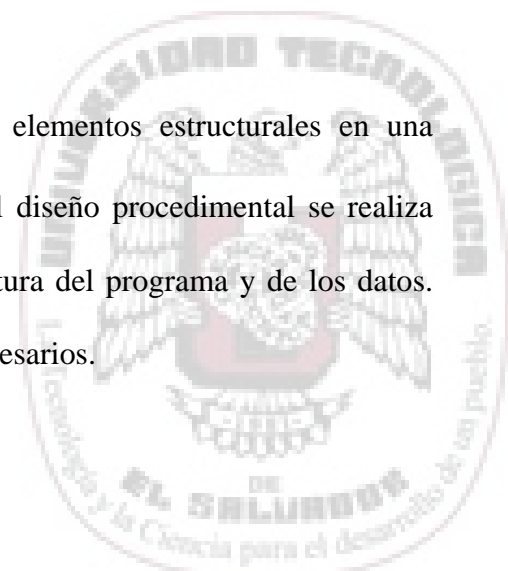 UNIVERSIDAD TECNOLOGICA
elementos estructurales en una
l diseño procedimental se realiza
tura del programa y de los datos.
esarios.
DE
EL SALVADOR
La Tecnología y la Ciencia para el desarrollo de un pueblo.